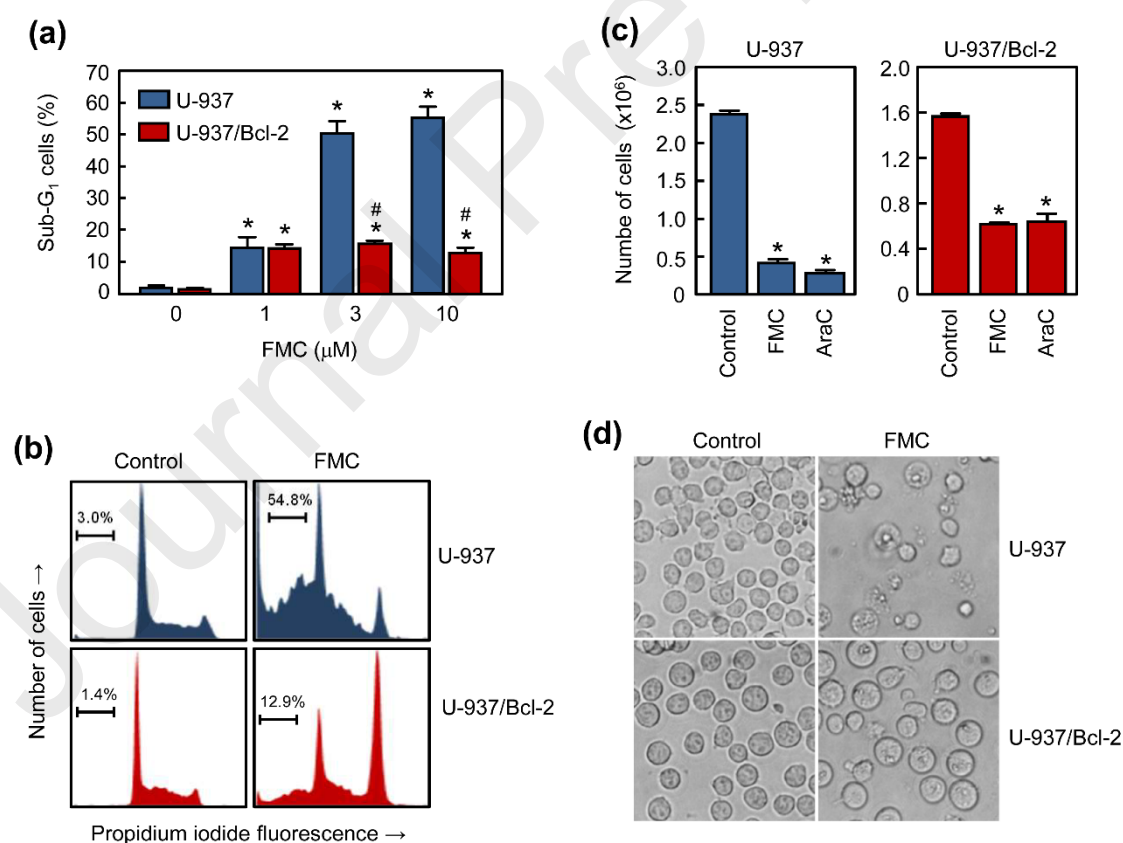 (a)
Sub-G₁ cells (%)
70
60
50
40
30
20
10
0
U-937
U-937/Bcl-2
* * * # * * # *
0 1 3 10
FMC (μM)
(c)
U-937
Number of cells (x10⁶)
3.0
2.5
2.0
1.5
1.0
0.5
0
* *
Control
FMC
AraC
U-937/Bcl-2
2.0
1.6
1.2
0.8
0.4
0
* *
Control
FMC
AraC
(b)
Control FMC
Number of cells →
3.0% 54.8%
U-937
1.4% 12.9%
U-937/Bcl-2
Propidium iodide fluorescence →
(d)
Control FMC
U-937
U-937/Bcl-2
Journal Pre